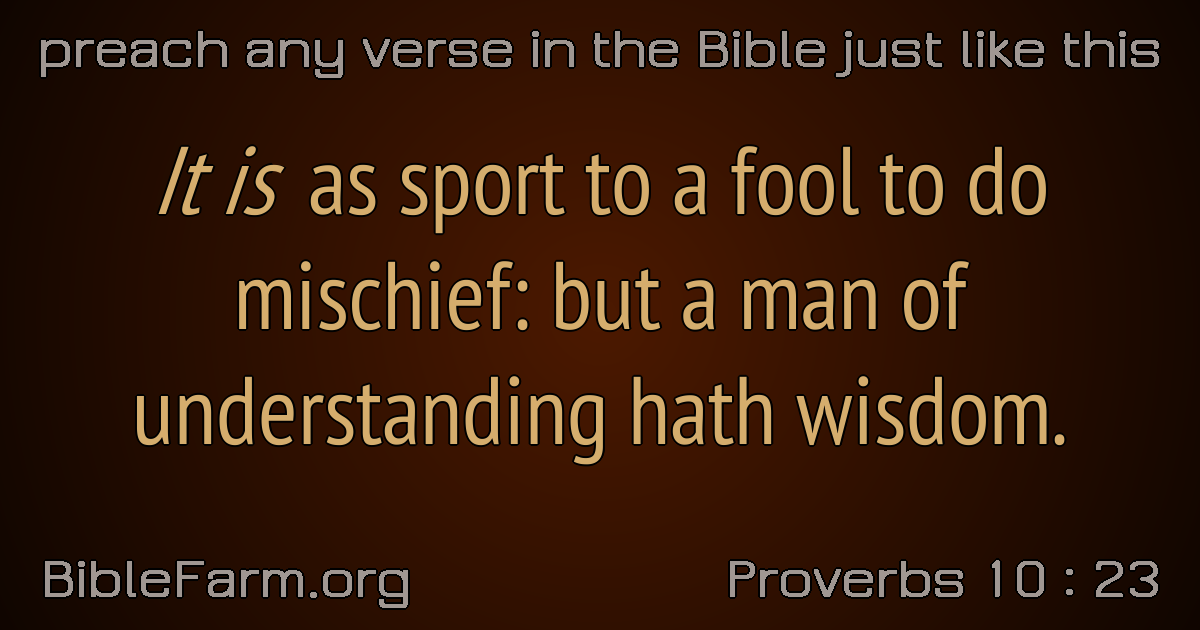 preach any verse in the Bible just like this
It is as sport to a fool to do
mischief: but a man of
understanding hath wisdom.
BibleFarm.org
Proverbs 10 : 23